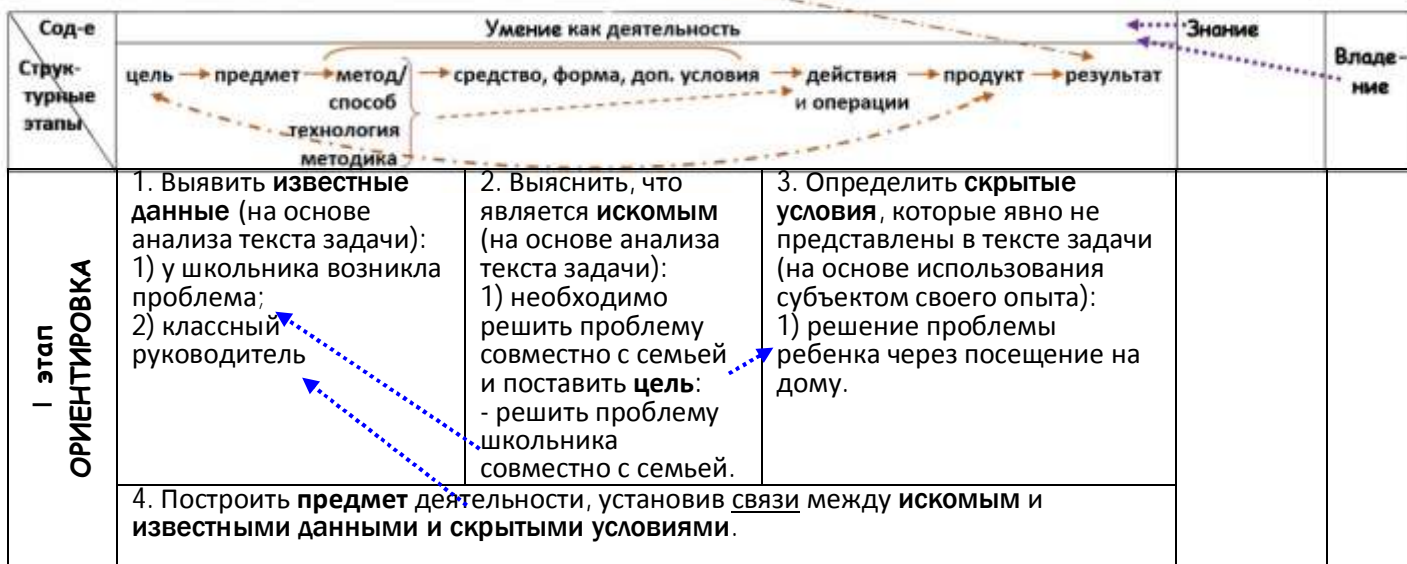 Сод-е
Струк-
турные
этапы
Умение как деятельность
цель предмет метод/ средство, форма, доп. условия действия продукт результат
способ и операции
технология
методика
Знание
Владе-
ние
I этап
ОРИЕНТИРОВКА
1. Выявить известные
данные (на основе
анализа текста задачи):
1) у школьника возникла
проблема;
2) классный
руководитель
2. Выяснить, что
является искомым
(на основе анализа
текста задачи):
1) необходимо
решить проблему
совместно с семьей
и поставить цель:
- решить проблему
школьника
совместно с семьей.
3. Определить скрытые
условия, которые явно не
представлены в тексте задачи
(на основе использования
субъектом своего опыта):
1) решение проблемы
ребенка через посещение на
дому.
4. Построить предмет деятельности, установив связи между искомым и
известными данными и скрытыми условиями.